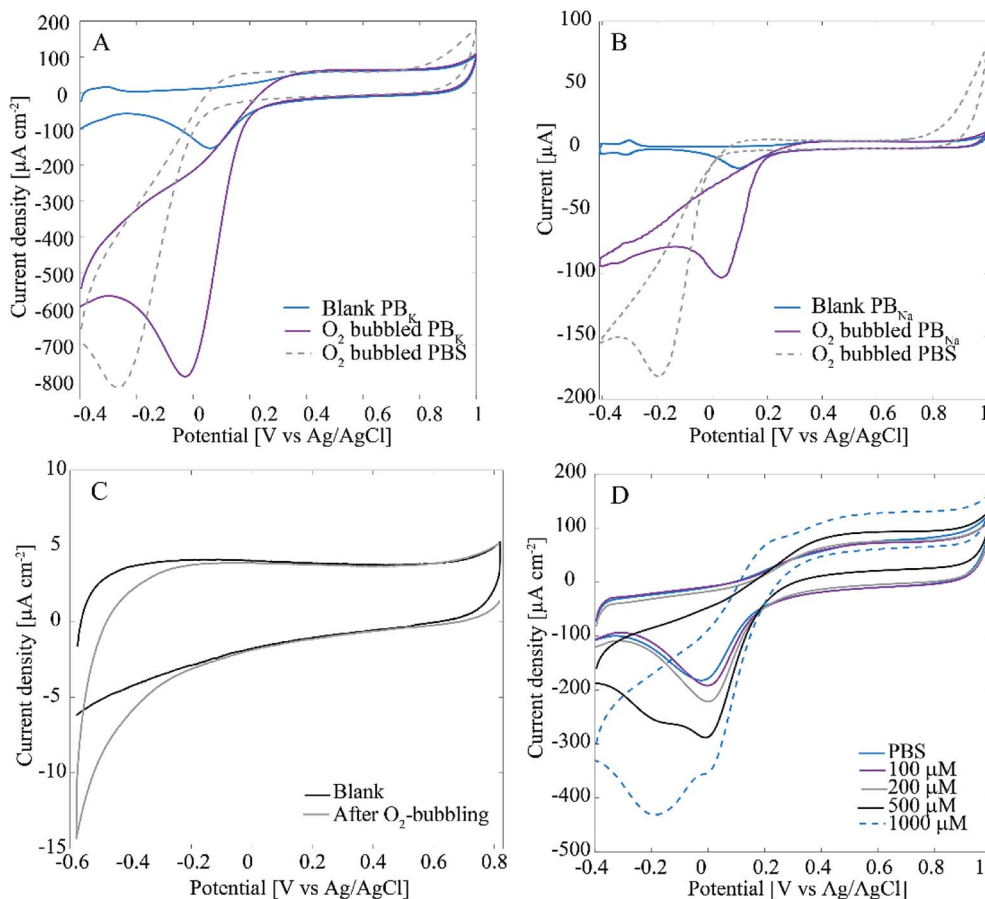 A
Current density [µA cm⁻²]
200
100
0
-100
-200
-300
-400
-500
-600
-700
-800
Blank PB_K
O₂ bubbled PB_K
O₂ bubbled PBS
-0.4 -0.2 0 0.2 0.4 0.6 0.8 1
Potential [V vs Ag/AgCl]
B
Current [µA]
100
50
0
-50
-100
-150
-200
Blank PB_Na
O₂ bubbled PB_Na
O₂ bubbled PBS
-0.4 -0.2 0 0.2 0.4 0.6 0.8 1
Potential [V vs Ag/AgCl]
C
Current density [µA cm⁻²]
10
5
0
-5
-10
-15
Blank
After O₂-bubbling
-0.6 -0.4 -0.2 0 0.2 0.4 0.6 0.8
Potential [V vs Ag/AgCl]
D
Current density [µA cm⁻²]
200
100
0
-100
-200
-300
-400
-500
PBS
100 µM
200 µM
500 µM
1000 µM
-0.4 -0.2 0 0.2 0.4 0.6 0.8 1
Potential [V vs Ag/AgCl]